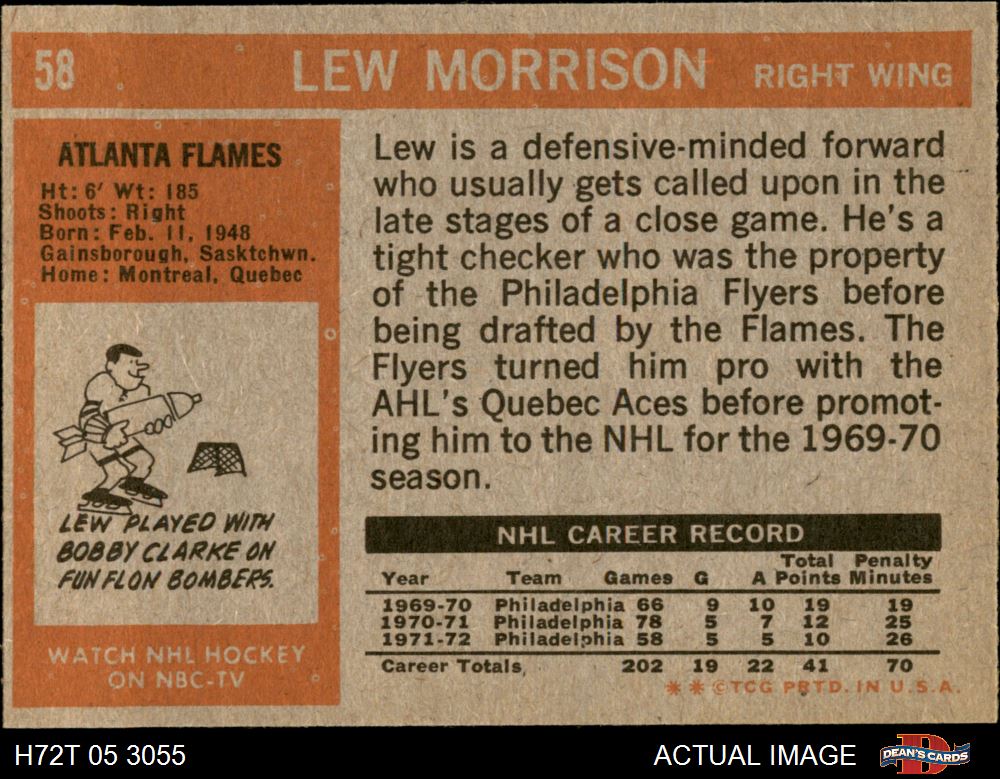 58 LEW MORRISON RIGHT WING
ATLANTA FLAMES
Ht: 6' Wt: 185
Shoots: Right
Born: Feb. 11, 1948
Gainsborough, Sasktchwn.
Home: Montreal, Quebec
LEW PLAYED WITH
BOBBY CLARKE ON
FUN FLON BOMBERS.
WATCH NHL HOCKEY
ON NBC-TV
Lew is a defensive-minded forward
who usually gets called upon in the
late stages of a close game. He's a
tight checker who was the property
of the Philadelphia Flyers before
being drafted by the Flames. The
Flyers turned him pro with the
AHL's Quebec Aces before promot-
ing him to the NHL for the 1969-70
season.
NHL CAREER RECORD
Total Penalty
Year Team Games G A Points Minutes
1969-70 Philadelphia 66 9 10 19 19
1970-71 Philadelphia 78 5 7 12 25
1971-72 Philadelphia 58 5 5 10 26
Career Totals, 202 19 22 41 70
* * ©TCG PRTD. IN U.S.A.
H72T 05 3055 ACTUAL IMAGE D DEAN'S CARDS